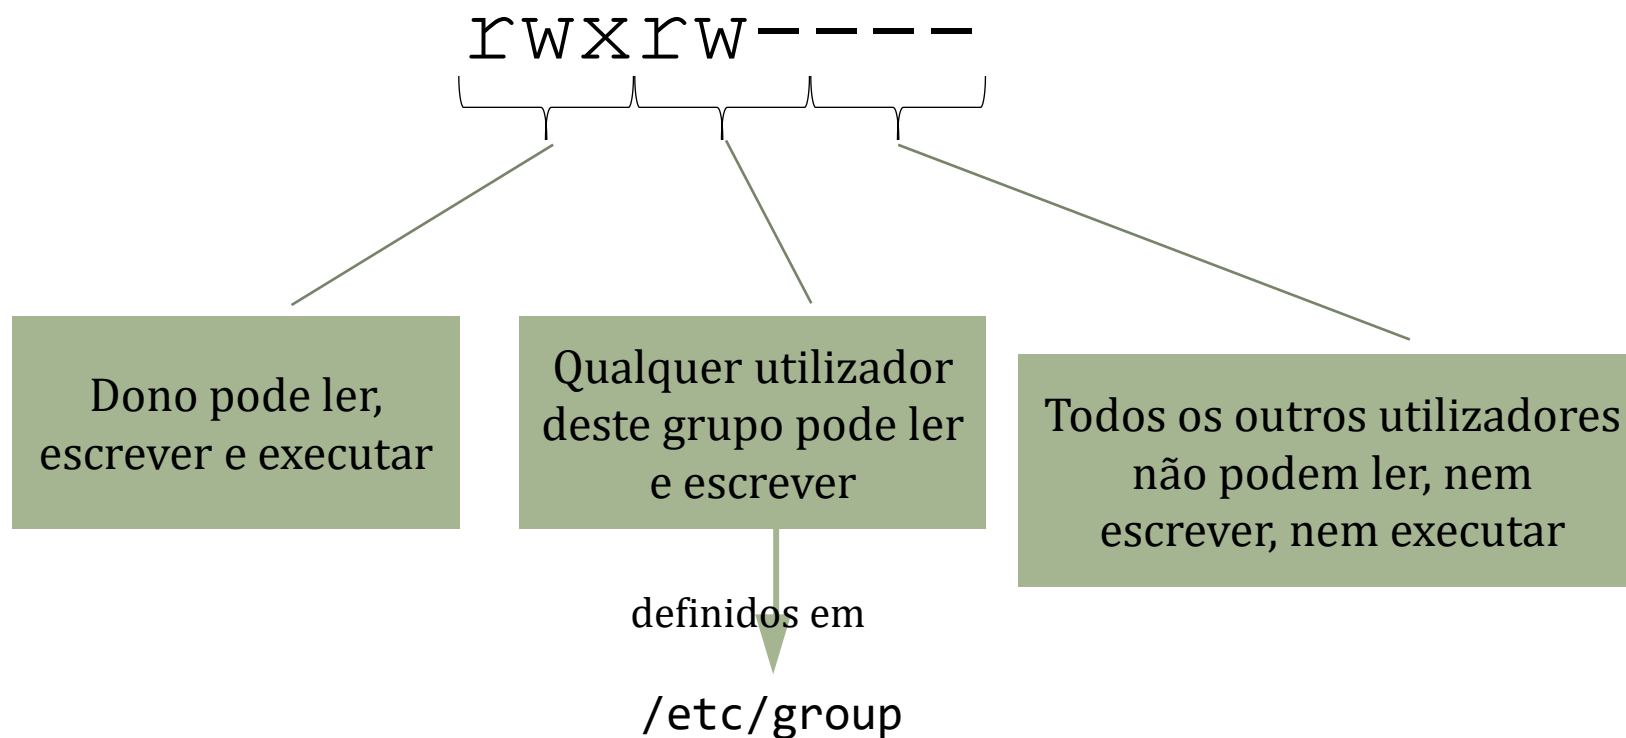 rwxrw----
Dono pode ler,
escrever e executar
Qualquer utilizador
deste grupo pode ler
e escrever
Todos os outros utilizadores
não podem ler, nem
escrever, nem executar
definidos em
/etc/group